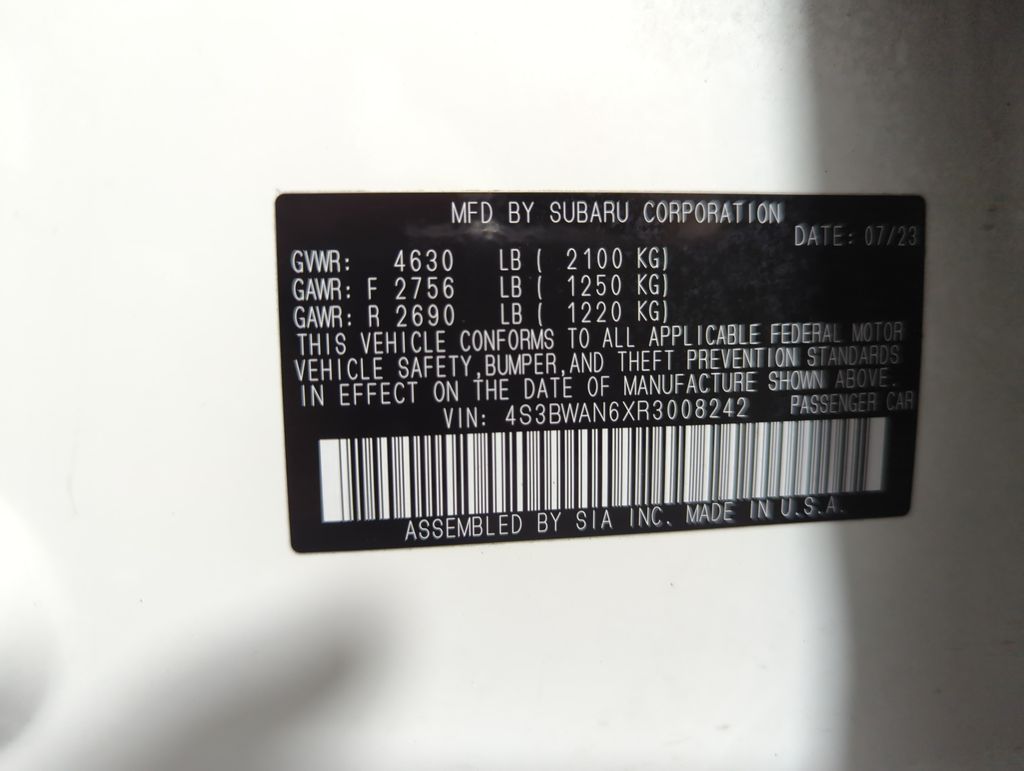 MFD BY SUBARU CORPORATION
DATE: 07/23
GVWR: 4630 LB ( 2100 KG)
GAWR: F 2756 LB ( 1250 KG)
GAWR: R 2690 LB ( 1220 KG)
THIS VEHICLE CONFORMS TO ALL APPLICABLE FEDERAL MOTOR
VEHICLE SAFETY,BUMPER,AND THEFT PREVENTION STANDARDS
IN EFFECT ON THE DATE OF MANUFACTURE SHOWN ABOVE.
VIN: 4S3BWAN6XR3008242 PASSENGER CAR
ASSEMBLED BY SIA INC. MADE IN U.S.A.